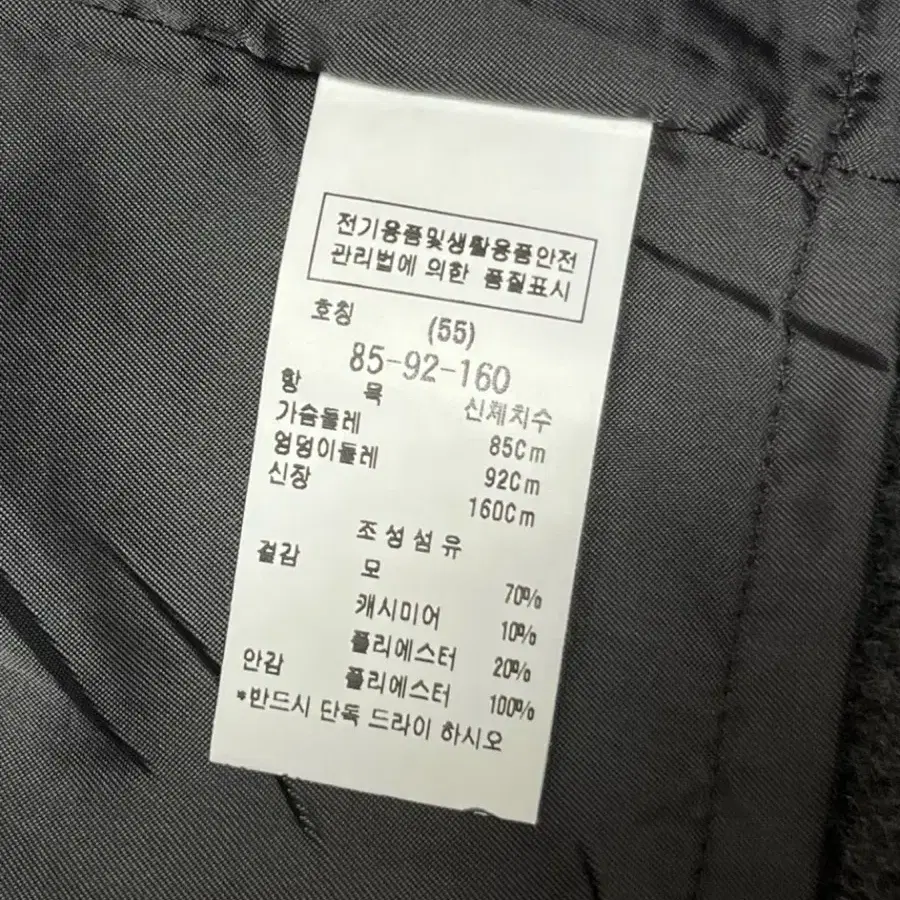 전기용품및생활용품안전
관리법에 의한 품질표시
호칭 (55)
85-92-160
항 목 신체치수
가슴둘레 85Cm
엉덩이둘레 92Cm
신장 160Cm
조성섬유
겉감 모 70%
캐시미어 10%
폴리에스터 20%
안감 폴리에스터 100%
*반드시 단독 드라이 하시오